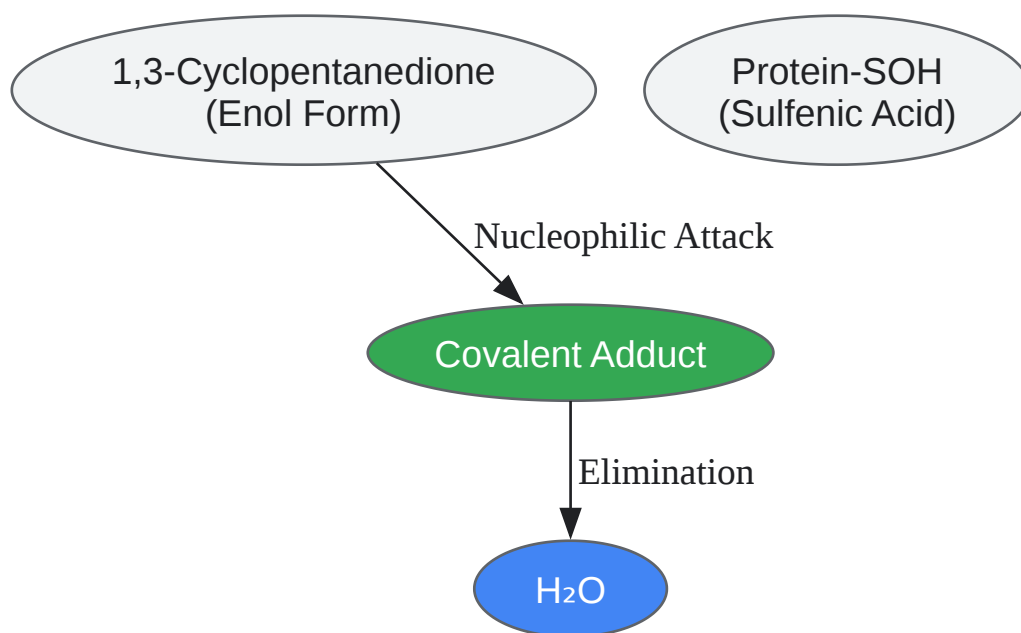 1,3-Cyclopentanedione
(Enol Form)
Protein-SOH
(Sulfenic Acid)
Nucleophilic Attack
Covalent Adduct
Elimination
H₂O